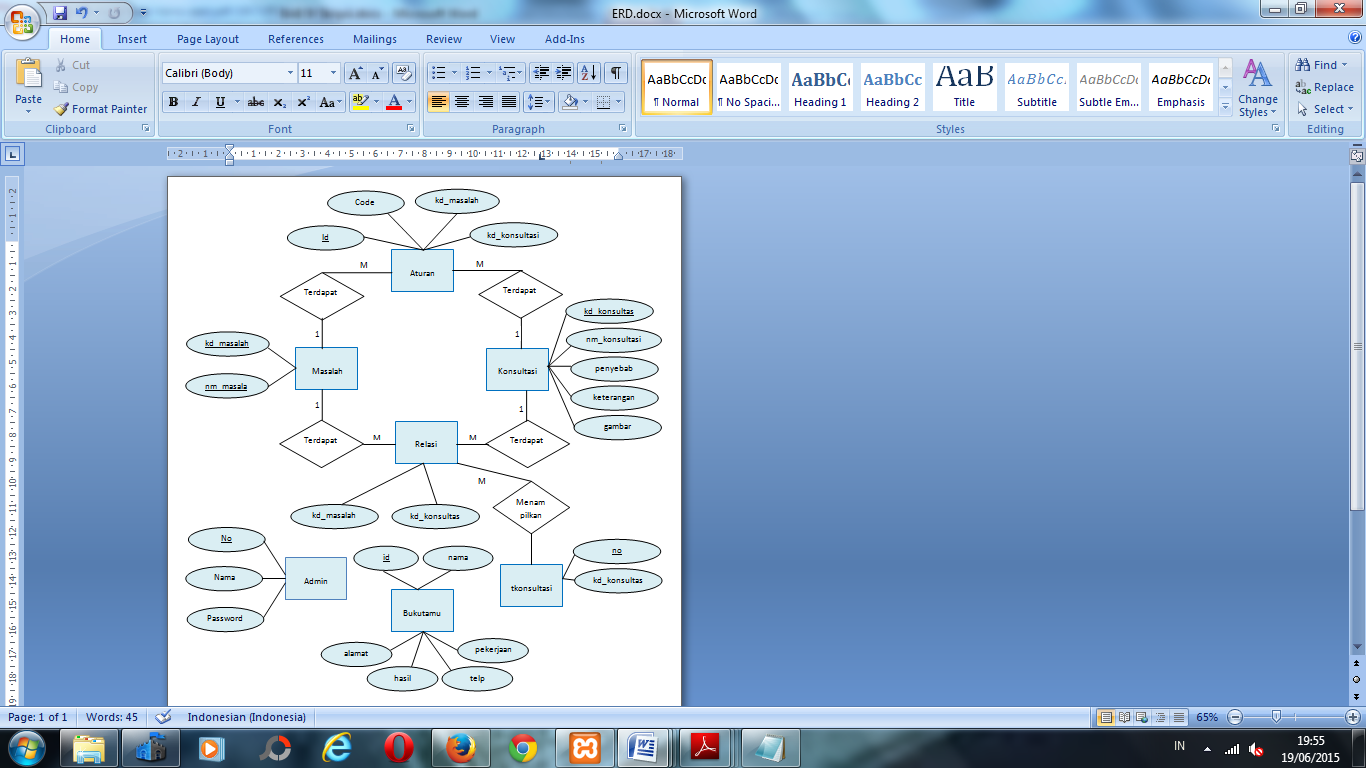 ERD.docx - Microsoft Word
Home Insert Page Layout References Mailings Review View Add-Ins
Paste
Cut
Copy
Format Painter
Clipboard
Calibri (Body) 11
Font
Paragraph
AaBbCcDc AaBbCcDc AaBbC AaBbCc AaB AaBbCc. AaBbCcDc AaBbCcDc
¶ Normal ¶ No Spaci... Heading 1 Heading 2 Title Subtitle Subtle Em... Emphasis
Change Styles
Styles
Find
Replace
Select
Editing
Code kd_masalah
Id kd_konsultasi
Aturan
M M
Terdapat Terdapat
1 1
kd_konsultas
nm_konsultasi
penyebab
keterangan
gambar
kd_masalah
nm_masala
Masalah Konsultasi
1 1
Terdapat M Relasi M Terdapat
M
Menam
pilkan
kd_masalah kd_konsultas
No
Nama
Password
Admin
id nama
Bukutamu
alamat pekerjaan
hasil telp
tkonsultasi
no
kd_konsultas
Page: 1 of 1 Words: 45 Indonesian (Indonesia) 65%
IN
19:55
19/06/2015